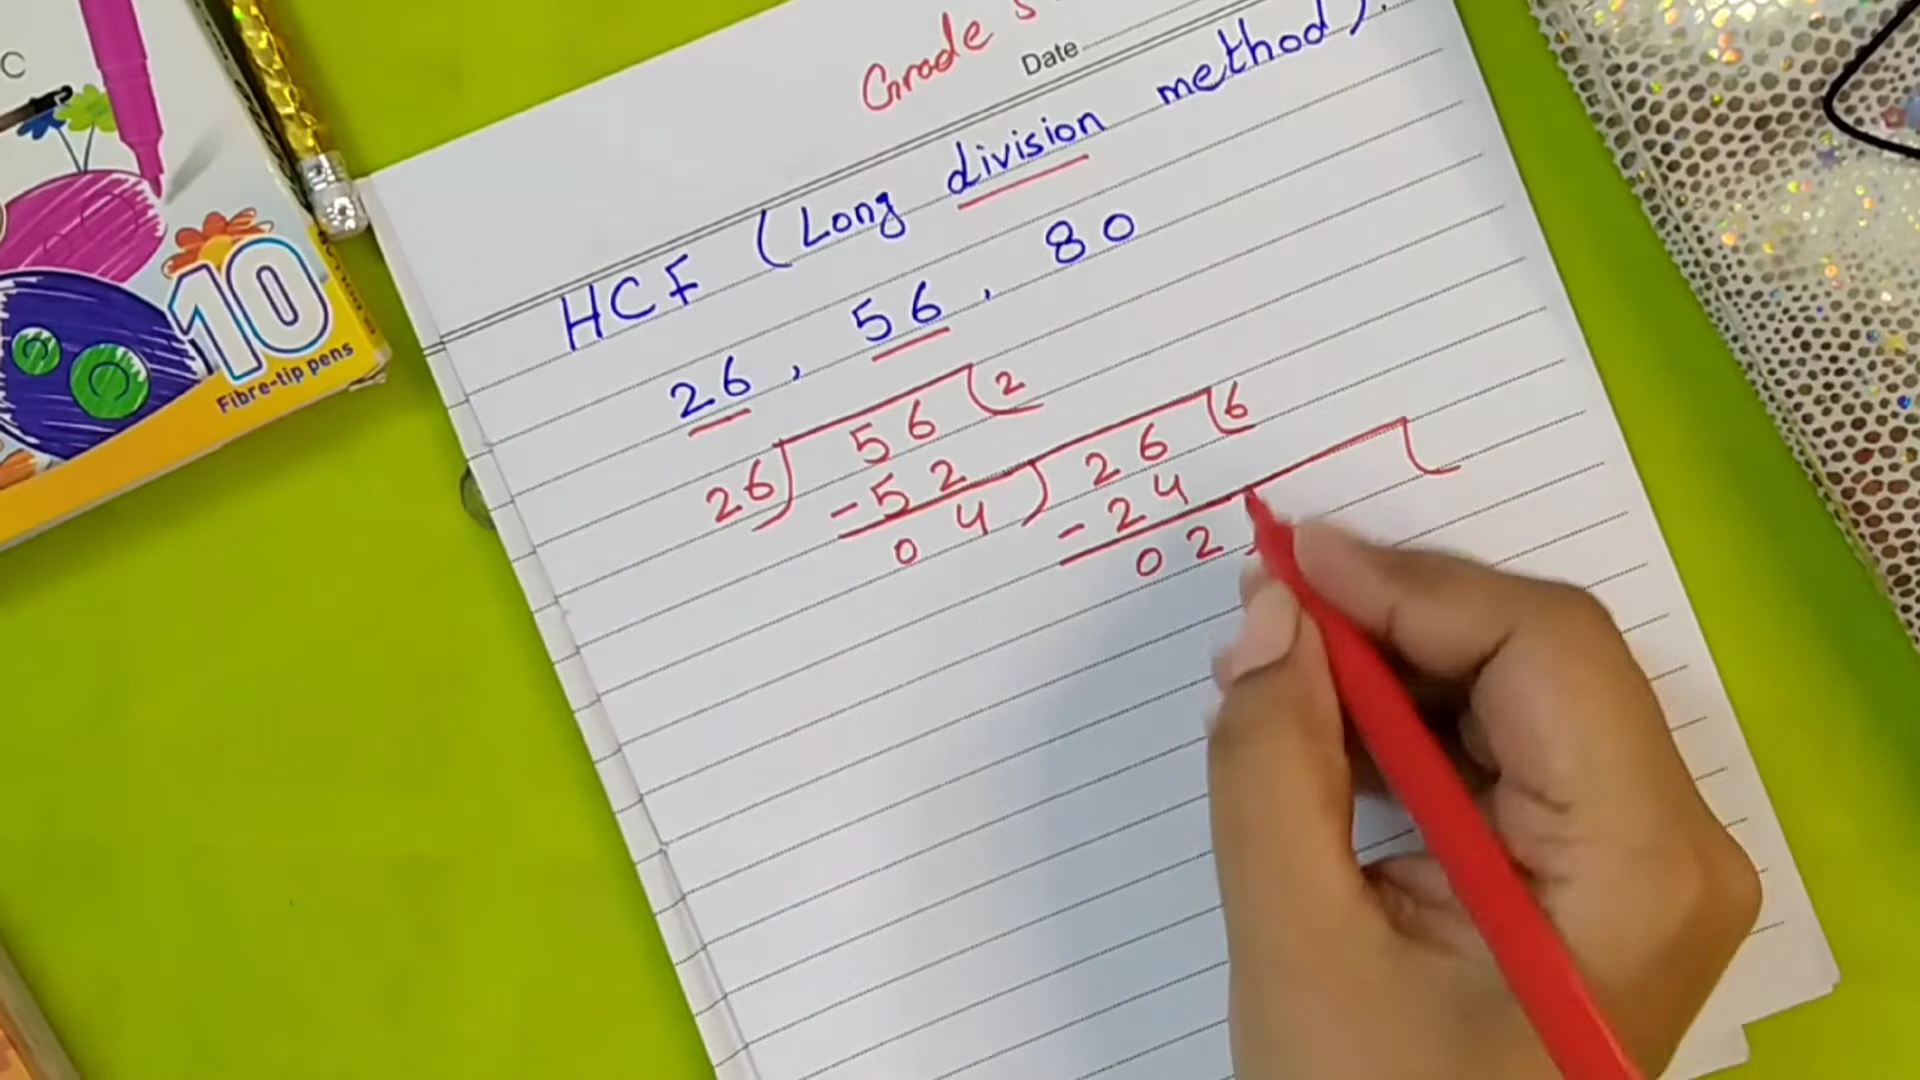 C
10
Fibre-tip pens
Grade 5
Date
HCF (Long division method).
26, 56, 80
26) 56 (2
- 52
04) 26 (6
- 24
02